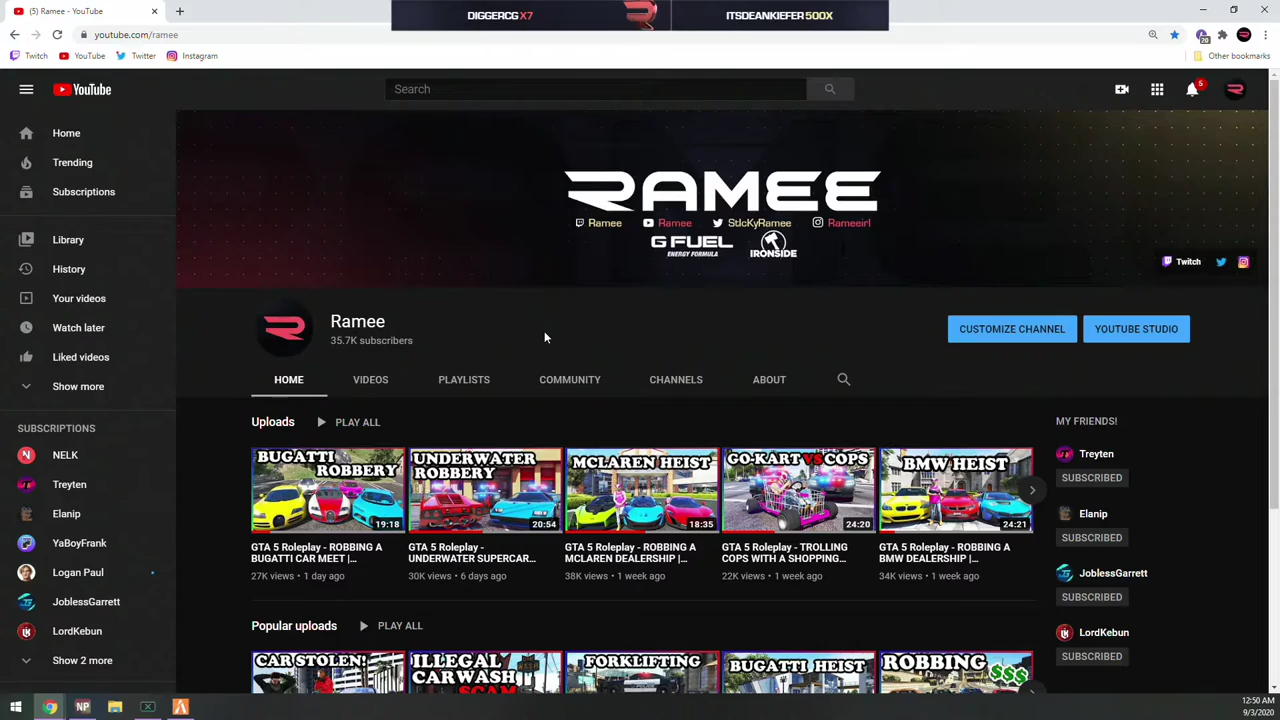 (5) Ramee - YouTube
DIGGERCG X7
ITSDEANKIEFER 500X
youtube.com/ramee
20
Twitch
YouTube
Twitter
Instagram
Other bookmarks
YouTube
Search
5
Home
Trending
Subscriptions
Library
History
Your videos
Watch later
Liked videos
Show more
SUBSCRIPTIONS
NELK
Treyten
Elanip
YaBoyFrank
Logan Paul
JoblessGarrett
LordKebun
Show 2 more
RAMEE
Ramee
Ramee
StIcKyRamee
Rameeirl
G FUEL
ENERGY FORMULA
IRONSIDE
Twitch
Ramee
35.7K subscribers
CUSTOMIZE CHANNEL
YOUTUBE STUDIO
HOME
VIDEOS
PLAYLISTS
COMMUNITY
CHANNELS
ABOUT
Uploads
PLAY ALL
BUGATTI
ROBBERY
19:18
GTA 5 Roleplay - ROBBING A
BUGATTI CAR MEET |...
27K views • 1 day ago
UNDERWATER
ROBBERY
20:54
GTA 5 Roleplay -
UNDERWATER SUPERCAR...
30K views • 6 days ago
MCLAREN HEIST
18:35
GTA 5 Roleplay - ROBBING A
MCLAREN DEALERSHIP |...
38K views • 1 week ago
GO-KART VS COPS
24:20
GTA 5 Roleplay - TROLLING
COPS WITH A SHOPPING...
22K views • 1 week ago
BMW HEIST
24:21
GTA 5 Roleplay - ROBBING A
BMW DEALERSHIP |...
34K views • 1 week ago
MY FRIENDS!
Treyten
SUBSCRIBED
Elanip
SUBSCRIBED
JoblessGarrett
SUBSCRIBED
LordKebun
SUBSCRIBED
Popular uploads
PLAY ALL
CAR STOLEN!
ILLEGAL
CARWASH
SCAM
FORKLIFTING
BUGATTI HEIST
ROBBING
$$$
NP
12:50 AM
9/3/2020